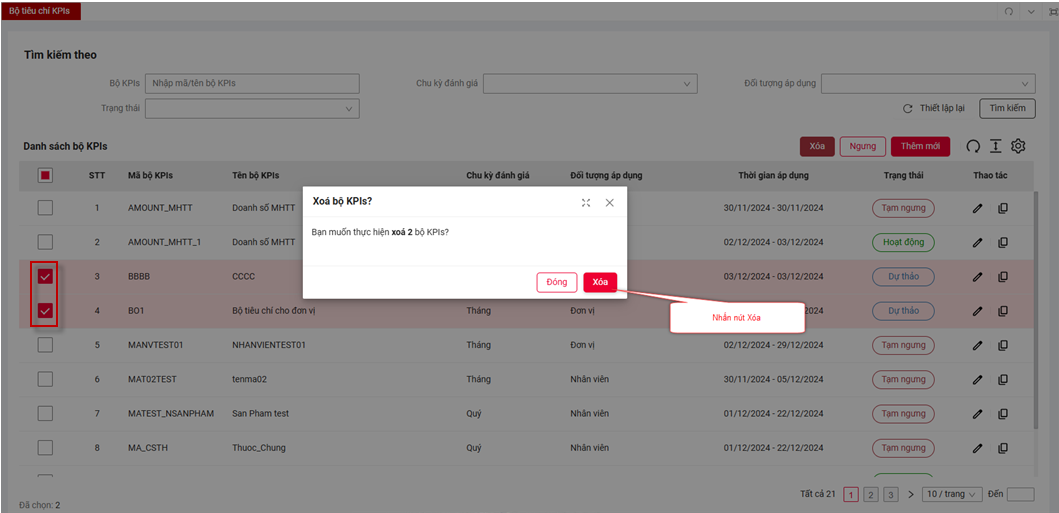 Bộ tiêu chí KPIs
Tìm kiếm theo
Bộ KPIs Nhập mã/tên bộ KPIs Chu kỳ đánh giá Đối tượng áp dụng
Trạng thái
Thiết lập lại Tìm kiếm
Danh sách bộ KPIs Xóa Ngưng Thêm mới
STT Mã bộ KPIs Tên bộ KPIs Chu kỳ đánh giá Đối tượng áp dụng Thời gian áp dụng Trạng thái Thao tác
1 AMOUNT_MHTT Doanh số MHTT 30/11/2024 - 30/11/2024 Tạm ngưng
2 AMOUNT_MHTT_1 Doanh số MHTT 02/12/2024 - 03/12/2024 Hoạt động
3 BBBB CCCC 03/12/2024 - 03/12/2024 Dự thảo
4 BO1 Bộ tiêu chí cho đơn vị Tháng Đơn vị Dự thảo
5 MANVTEST01 NHANVIENTEST01 Tháng Đơn vị 02/12/2024 - 29/12/2024 Tạm ngưng
6 MAT02TEST tenma02 Tháng Nhân viên 30/11/2024 - 05/12/2024 Tạm ngưng
7 MATEST_NSANPHAM San Pham test Quý Nhân viên 01/12/2024 - 22/12/2024 Tạm ngưng
8 MA_CSTH Thuoc_Chung Quý Nhân viên 01/12/2024 - 22/12/2024 Tạm ngưng
Xoá bộ KPIs?
Bạn muốn thực hiện xoá 2 bộ KPIs?
Đóng Xóa
Nhấn nút Xóa
Tất cả 21 1 2 3 10 / trang Đến
Đã chọn: 2